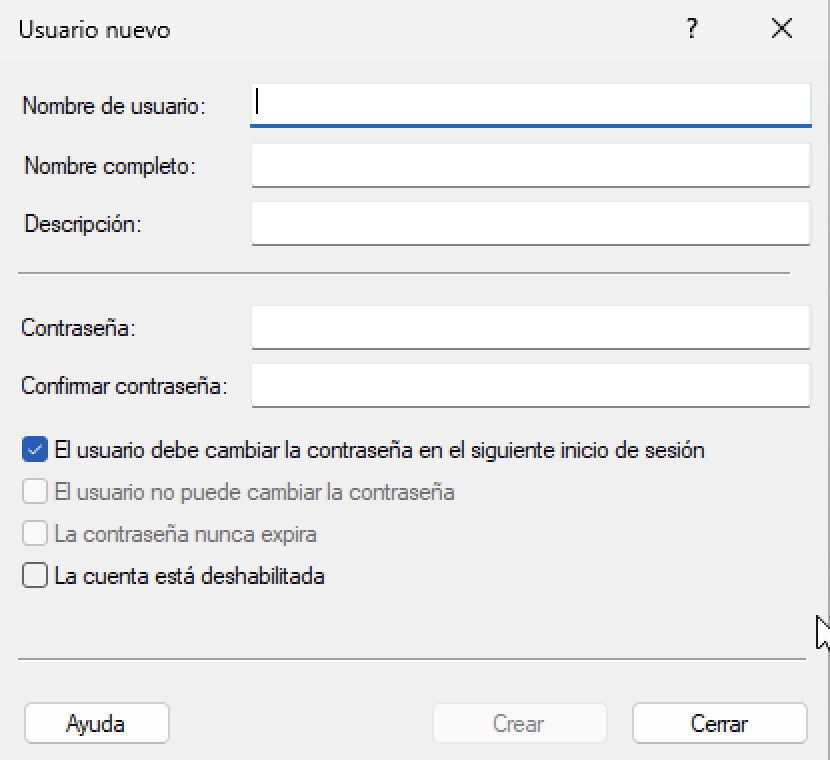 Usuario nuevo ?
Nombre de usuario:
Nombre completo:
Descripción:
Contraseña:
Confirmar contraseña:
El usuario debe cambiar la contraseña en el siguiente inicio de sesión
El usuario no puede cambiar la contraseña
La contraseña nunca expira
La cuenta está deshabilitada
Ayuda Crear Cerrar